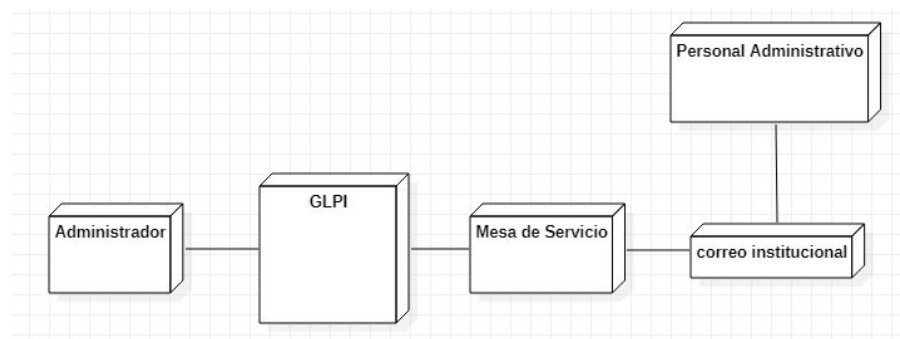 Personal Administrativo
GLPI
Administrador
Mesa de Servicio
correo institucional